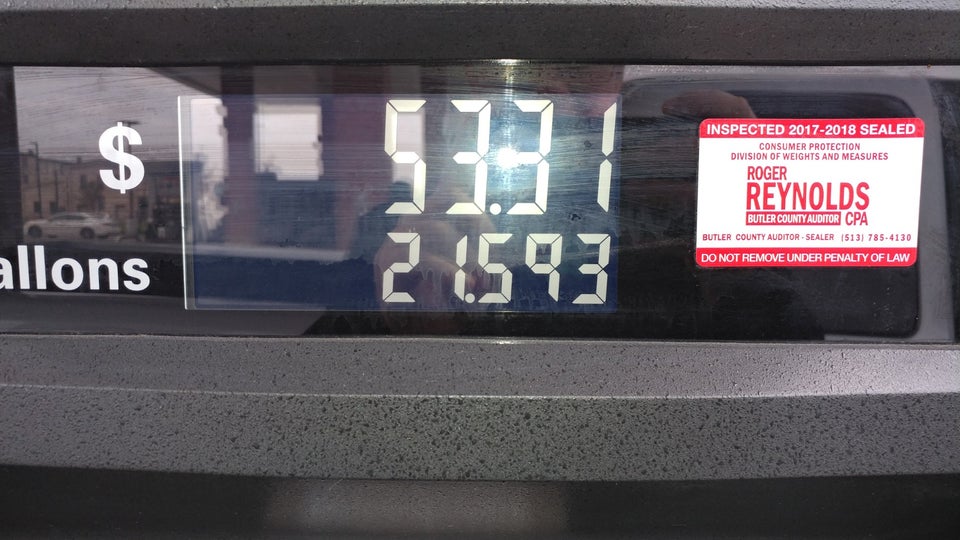 $ 53.31
allons 21.593
INSPECTED 2017-2018 SEALED
CONSUMER PROTECTION
DIVISION OF WEIGHTS AND MEASURES
ROGER
REYNOLDS
BUTLER COUNTY AUDITOR CPA
BUTLER COUNTY AUDITOR - SEALER (513) 785-4130
DO NOT REMOVE UNDER PENALTY OF LAW